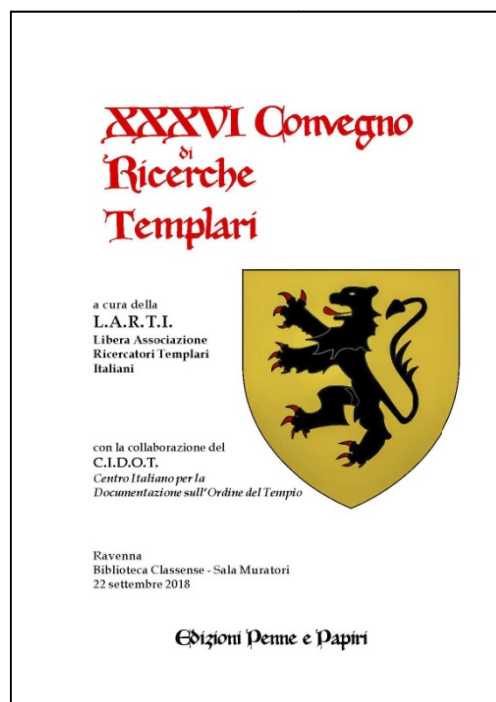 XXXVI Convegno
di
Ricerche
Templari
a cura della
L.A.R.T.I.
Libera Associazione
Ricercatori Templari
Italiani
con la collaborazione del
C.I.D.O.T.
Centro Italiano per la
Documentazione sull'Ordine del Tempio
Ravenna
Biblioteca Classense - Sala Muratori
22 settembre 2018
Edizioni Penne e Papiri